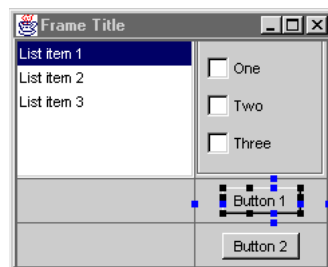 Frame Title
List item 1
List item 2
List item 3
One
Two
Three
Button 1
Button 2